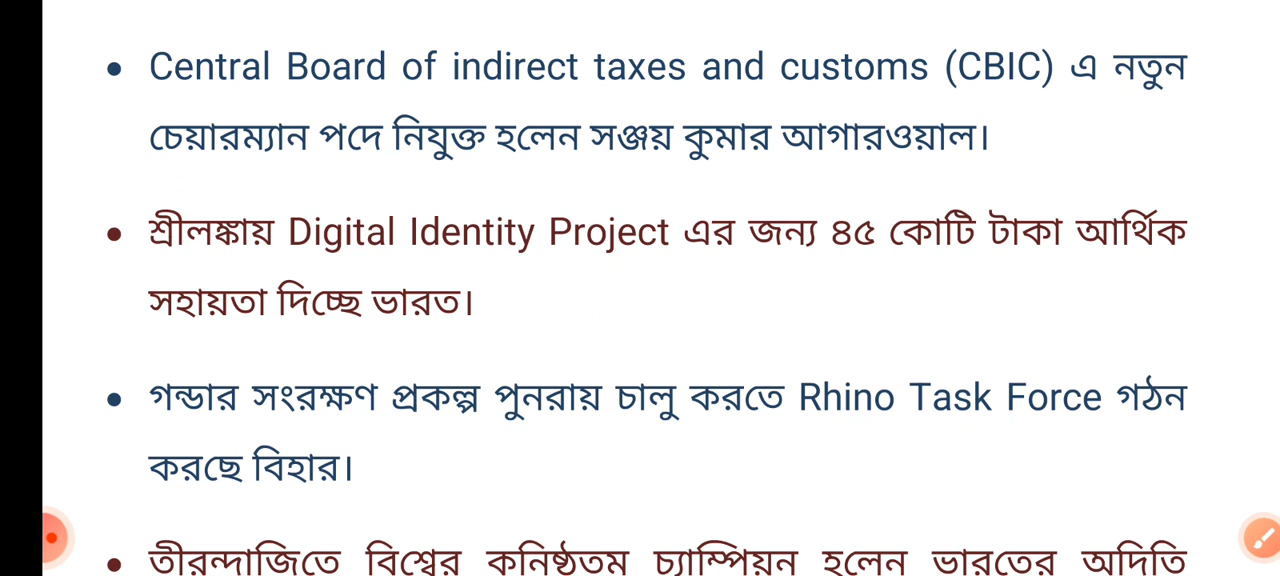 • Central Board of indirect taxes and customs (CBIC) এ নতুন
চেয়ারম্যান পদে নিযুক্ত হলেন সঞ্জয় কুমার আগারওয়াল।
• শ্রীলঙ্কায় Digital Identity Project এর জন্য ৪৫ কোটি টাকা আর্থিক
সহায়তা দিচ্ছে ভারত।
• গন্ডার সংরক্ষণ প্রকল্প পুনরায় চালু করতে Rhino Task Force গঠন
করছে বিহার।
• তীরন্দাজিতে বিশ্বের কনিষ্ঠতম চ্যাম্পিয়ন হলেন ভারতের অদিতি